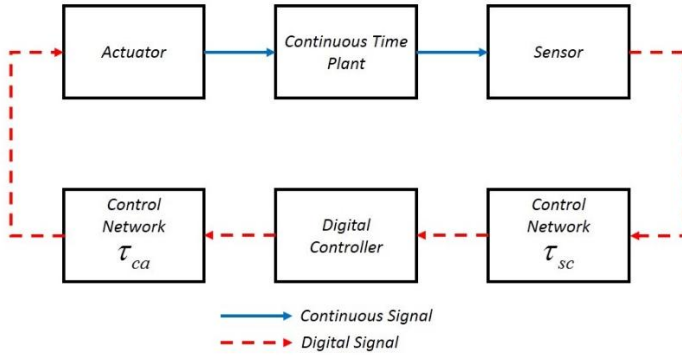 Actuator
Continuous Time
Plant
Sensor
Control
Network
τca
Digital
Controller
Control
Network
τsc
Continuous Signal
Digital Signal